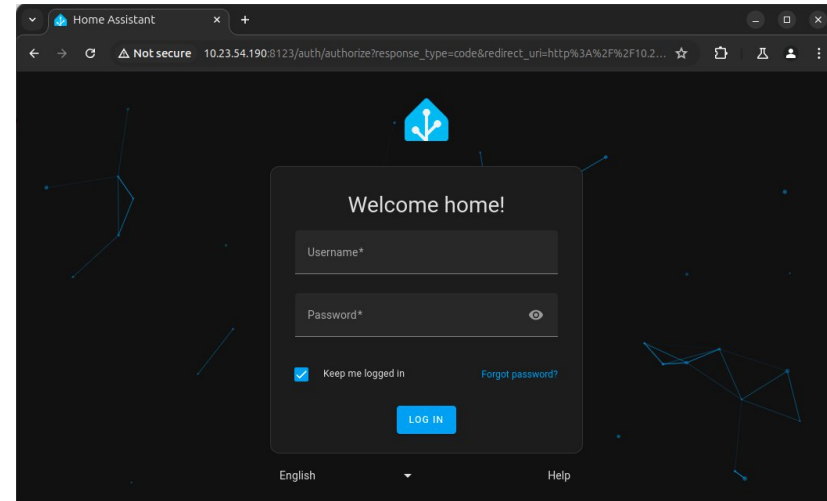 Home Assistant
Not secure 10.23.54.190:8123/auth/authorize?response_type=code&redirect_uri=http%3A%2F%2F10.2...
Welcome home!
Username*
Password*
Keep me logged in Forgot password?
LOG IN
English Help